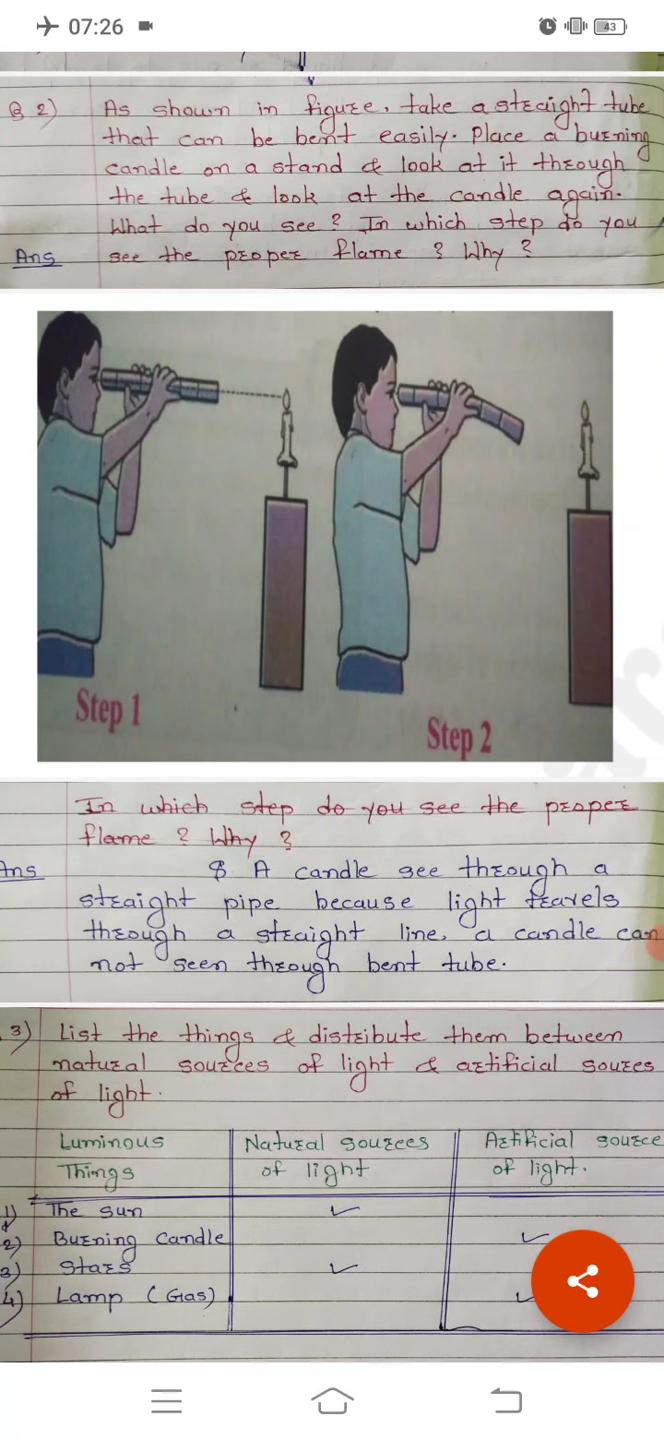 07:26
43
Q 2) As shown in figure, take a straight tube
that can be bent easily. Place a burning
candle on a stand & look at it through
the tube & look at the candle again.
What do you see ? In which step do you
Ans see the proper flame ? Why ?
Step 1
Step 2
In which step do you see the proper
flame ? Why ?
Ans $ A candle see through a
straight pipe because light travels
through a straight line, a candle can
not seen through bent tube.
3) List the things & distribute them between
natural sources of light & artificial sources
of light.
Luminous Things
Natural sources of light
Artificial source of light.
1) The sun ✓
2) Burning Candle ✓
3) Stars ✓
4) Lamp (Gas) ✓